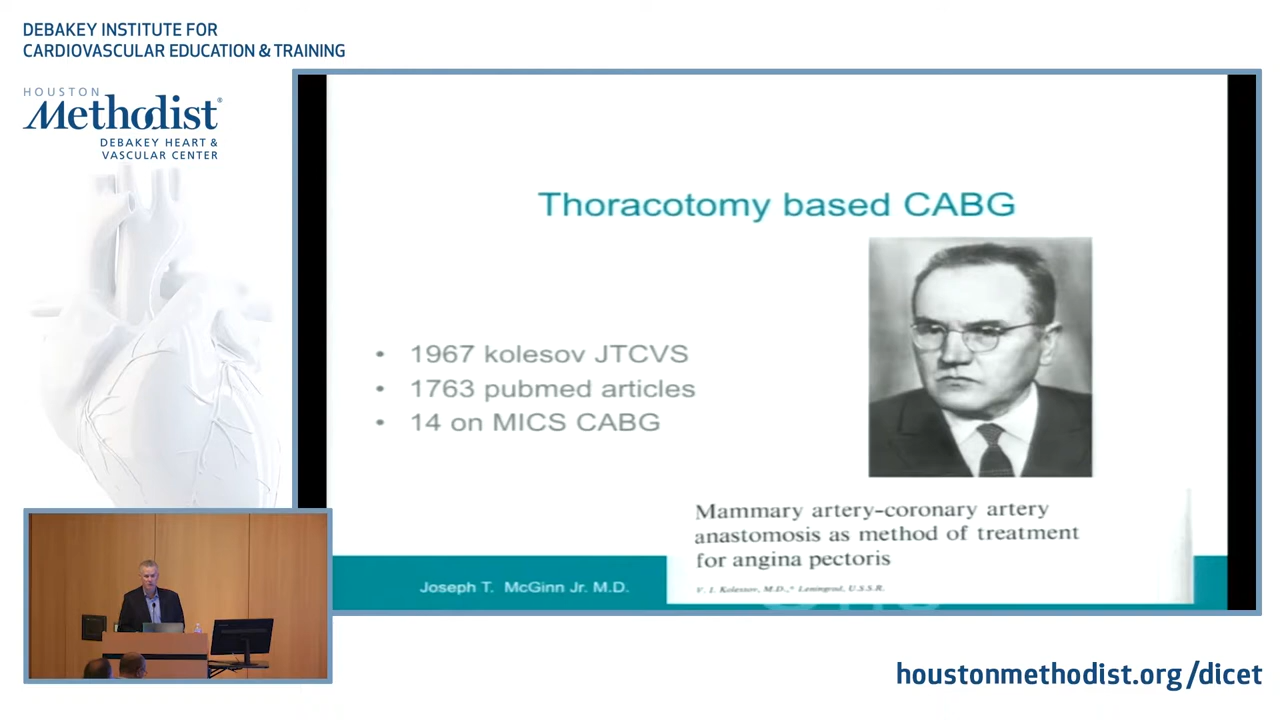 DEBAKEY INSTITUTE FOR
CARDIOVASCULAR EDUCATION & TRAINING
HOUSTON
Methodist®
DEBAKEY HEART &
VASCULAR CENTER
Thoracotomy based CABG
• 1967 kolesov JTCVS
• 1763 pubmed articles
• 14 on MICS CABG
Mammary artery-coronary artery
anastomosis as method of treatment
for angina pectoris
V. I. Kolessov, M.D.,* Leningrad, U.S.S.R.
Joseph T. McGinn Jr. M.D.
houstonmethodist.org/dicet